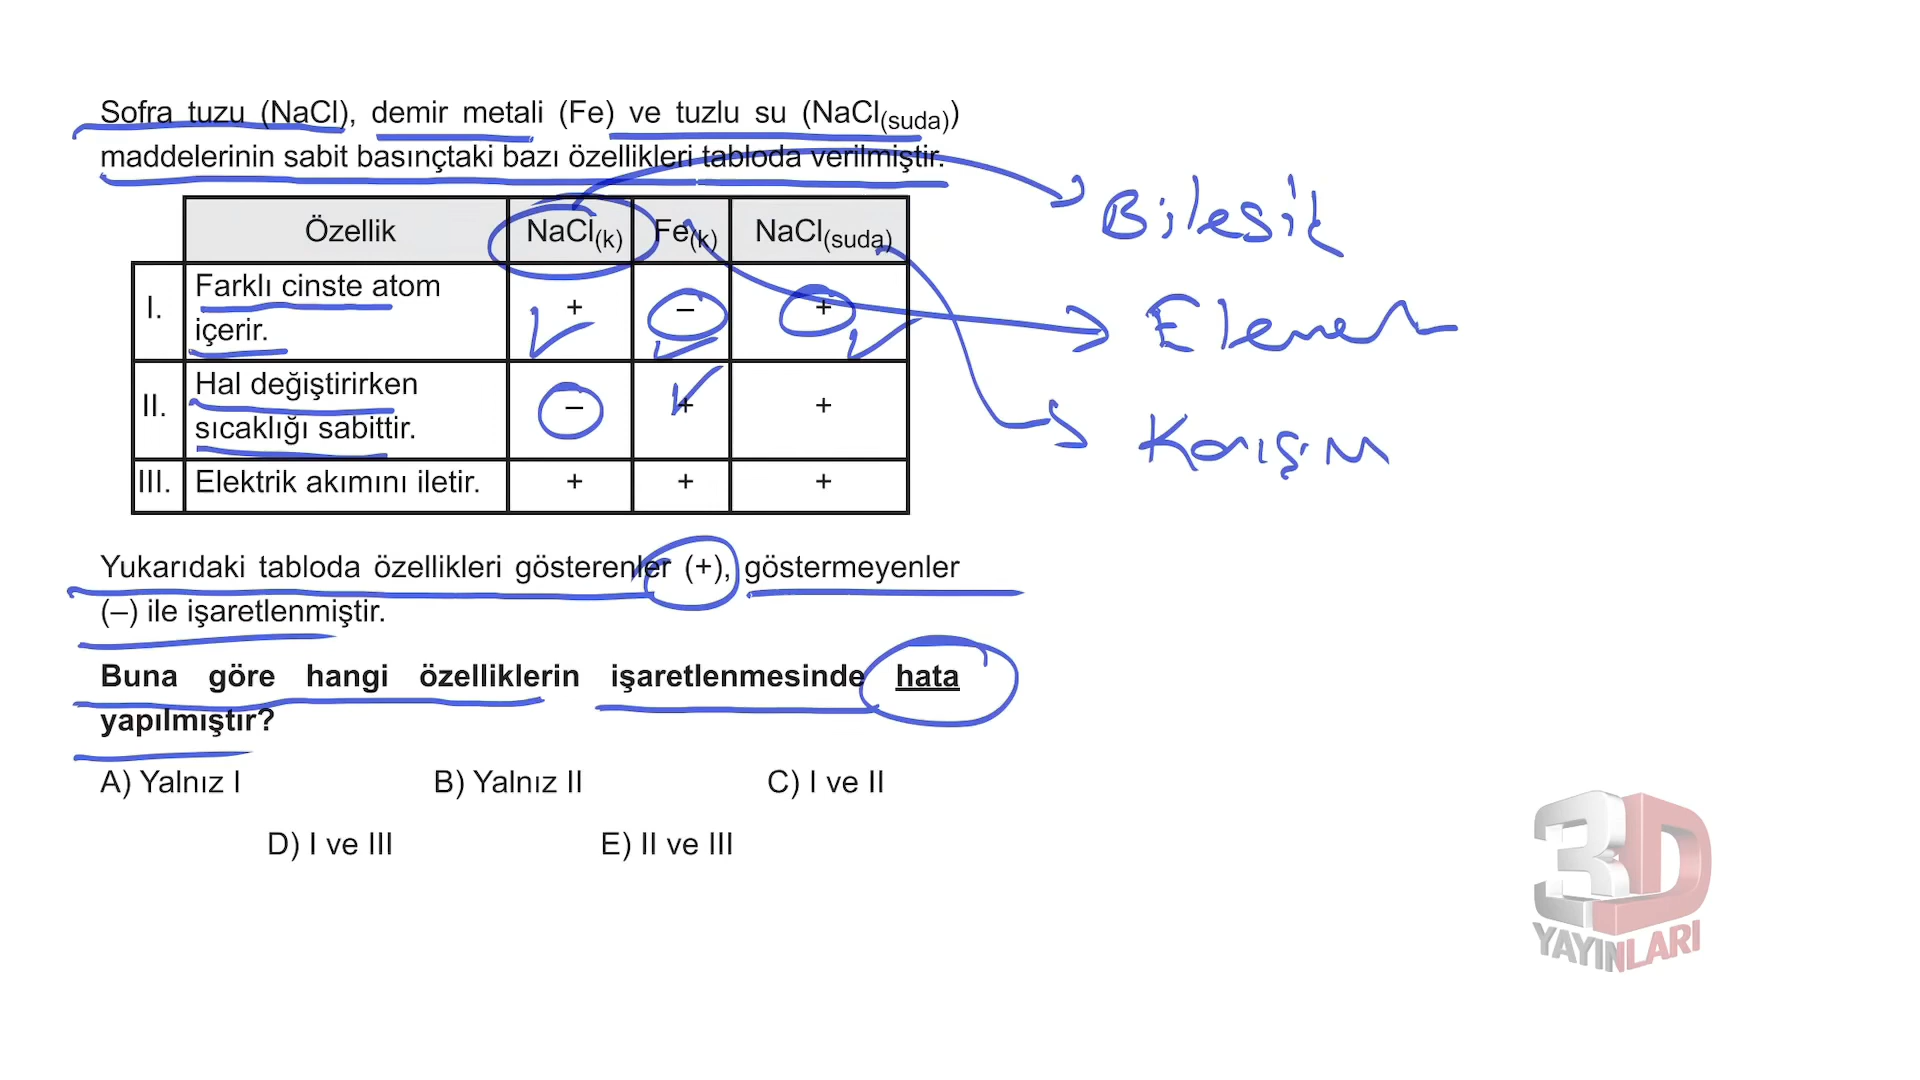 Sofra tuzu (NaCl), demir metali (Fe) ve tuzlu su (NaCl(suda))
maddelerinin sabit basınçtaki bazı özellikleri tabloda verilmiştir.
Özellik NaCl(k) Fe(k) NaCl(suda)
I. Farklı cinste atom içerir. + – +
II. Hal değiştirirken sıcaklığı sabittir. – + +
III. Elektrik akımını iletir. + + +
Yukarıdaki tabloda özellikleri gösterenler (+), göstermeyenler
(–) ile işaretlenmiştir.
Buna göre hangi özelliklerin işaretlenmesinde hata
yapılmıştır?
A) Yalnız I B) Yalnız II C) I ve II
D) I ve III E) II ve III
Bileşik
Element
Karışım
3D
YAYINLARI